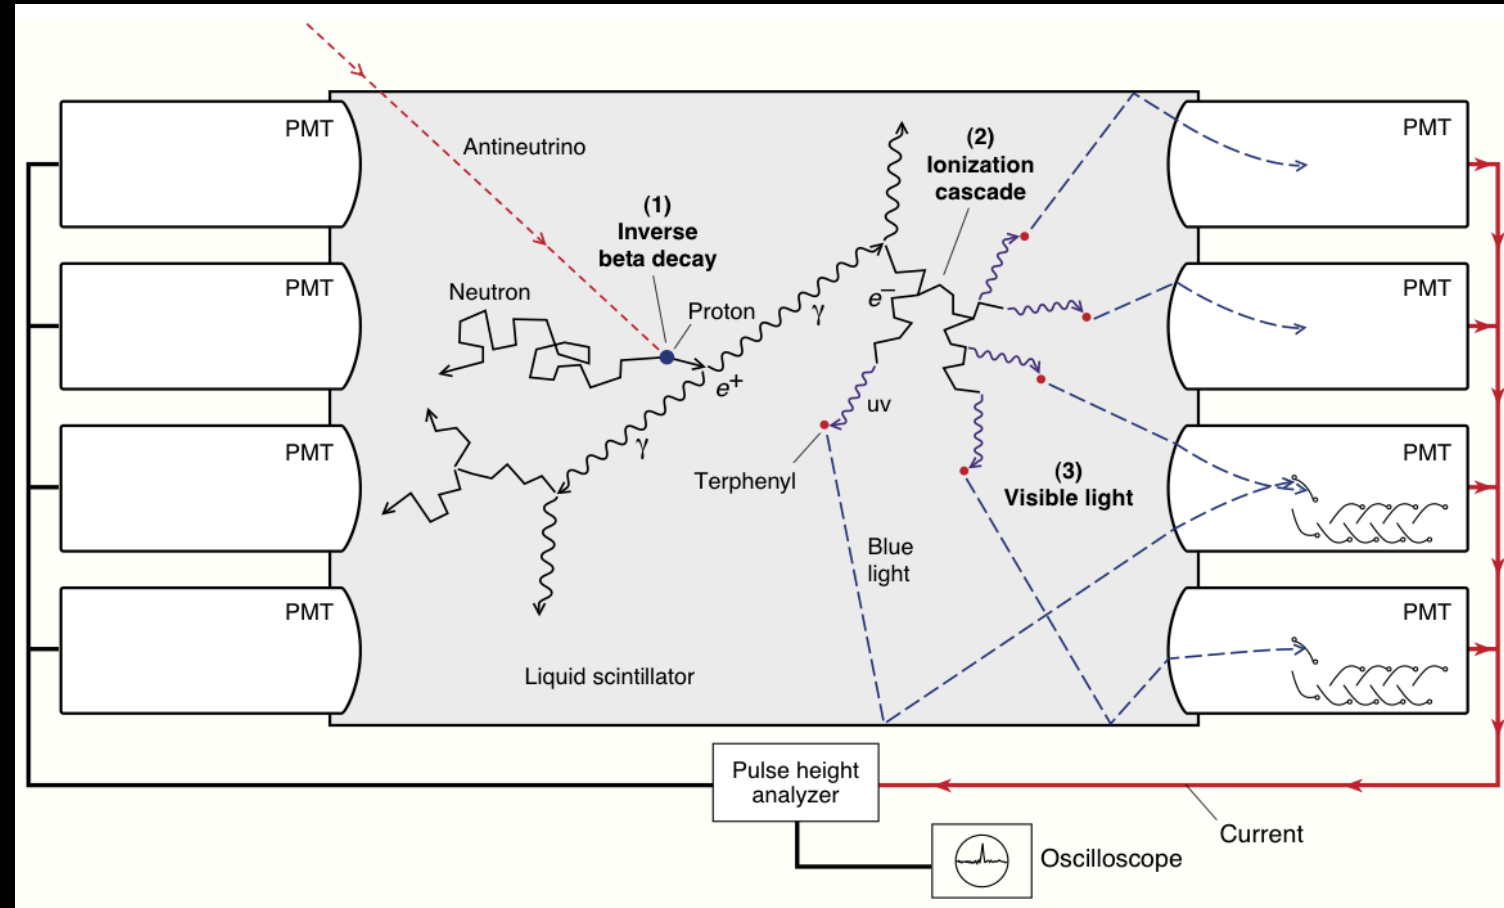 PMT
PMT
PMT
PMT
Antineutrino
(1)
Inverse
beta decay
Neutron
Proton
γ
e+
γ
(2)
Ionization
cascade
e−
uv
Terphenyl
(3)
Visible light
Blue
light
Liquid scintillator
PMT
PMT
PMT
PMT
Pulse height
analyzer
Current
Oscilloscope